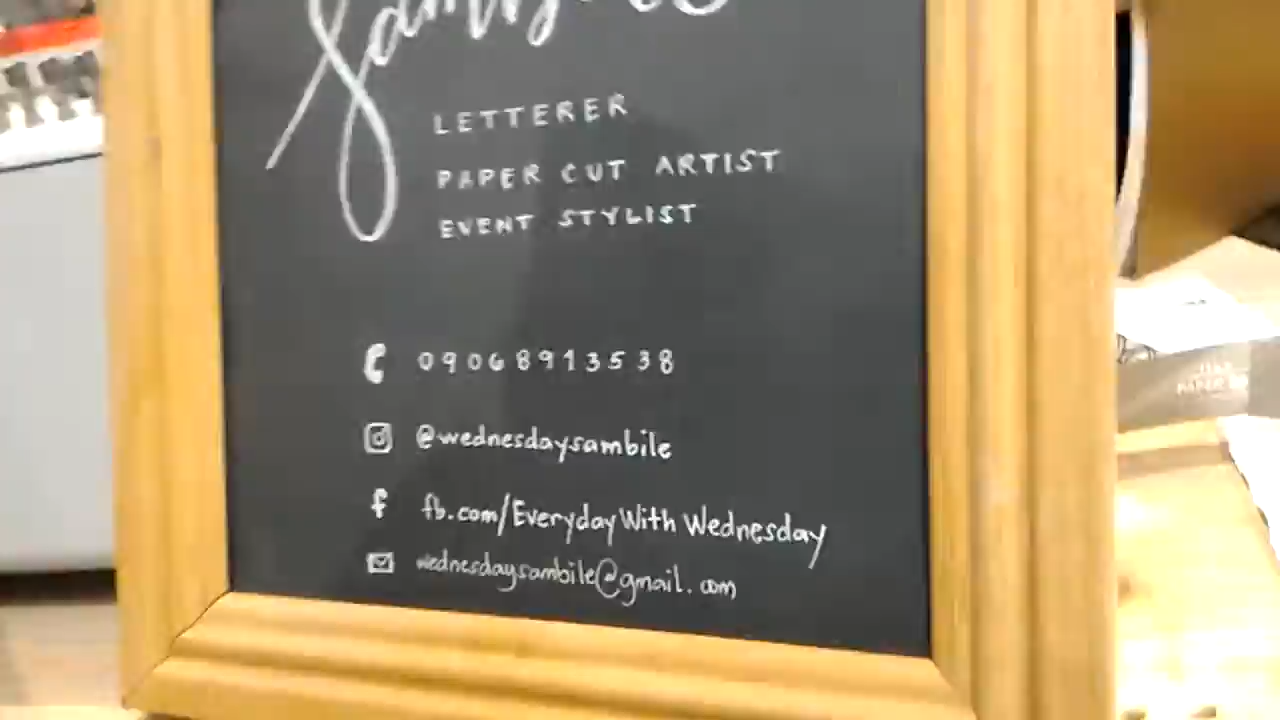 LETTERER
PAPER CUT ARTIST
EVENT STYLIST
09068913538
@wednesdaysambile
fb.com/EverydayWithWednesday
wednesdaysambile@gmail.com